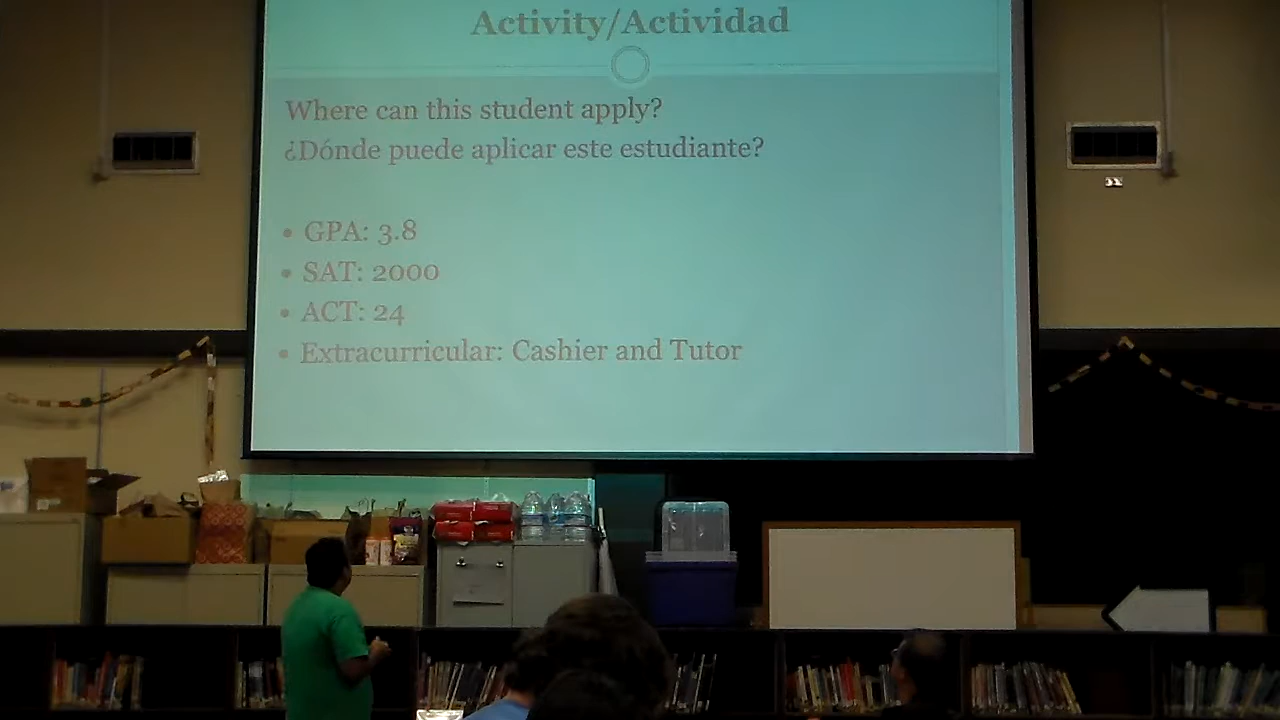 Activity/Actividad
Where can this student apply?
¿Dónde puede aplicar este estudiante?
• GPA: 3.8
• SAT: 2000
• ACT: 24
• Extracurricular: Cashier and Tutor